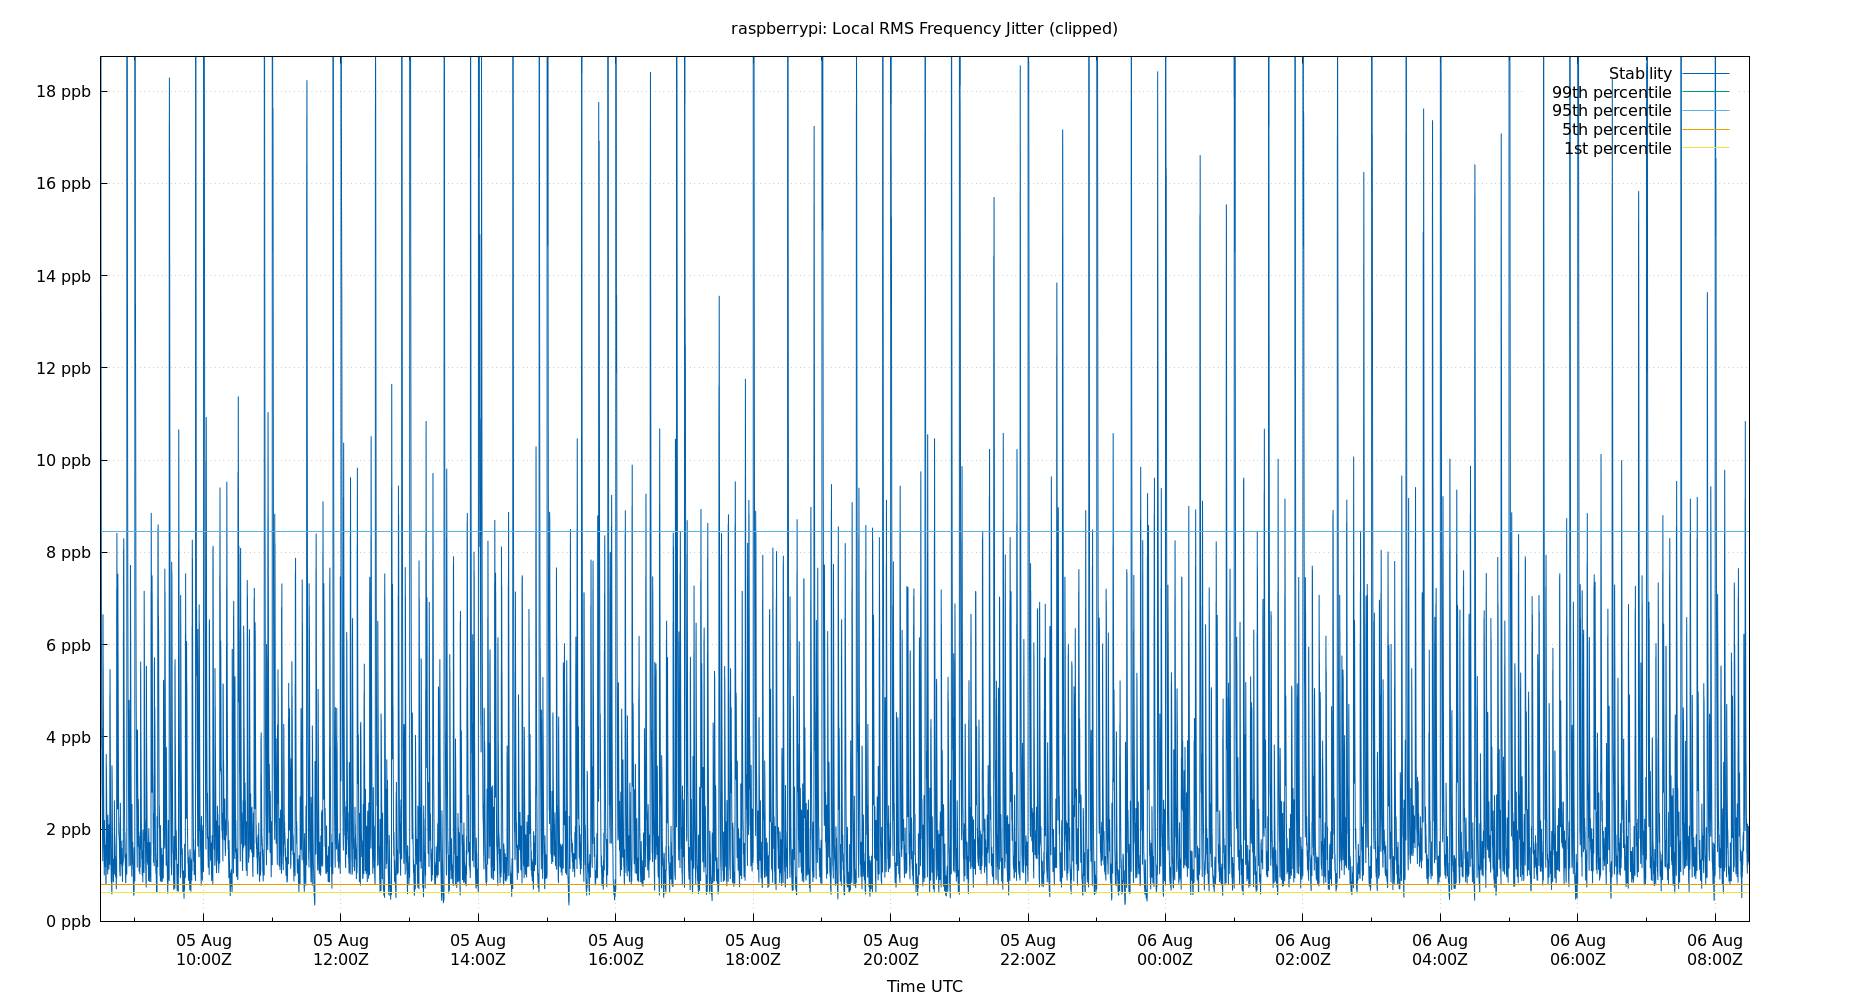 raspberrypi: Local RMS Frequency Jitter (clipped)
Stability
99th percentile
95th percentile
5th percentile
1st percentile
18 ppb
16 ppb
14 ppb
12 ppb
10 ppb
8 ppb
6 ppb
4 ppb
2 ppb
0 ppb
05 Aug 05 Aug 05 Aug 05 Aug 05 Aug 05 Aug 05 Aug 06 Aug 06 Aug 06 Aug 06 Aug 06 Aug
10:00Z 12:00Z 14:00Z 16:00Z 18:00Z 20:00Z 22:00Z 00:00Z 02:00Z 04:00Z 06:00Z 08:00Z
Time UTC